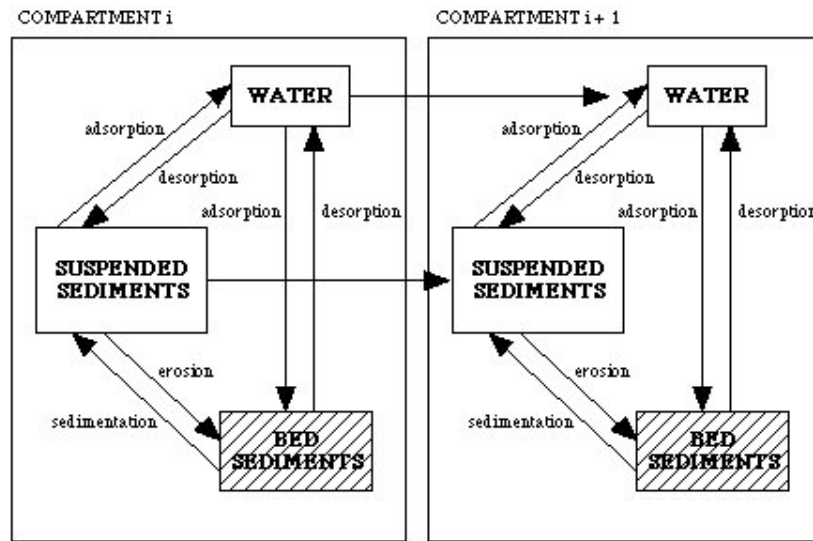 COMPARTMENT i
COMPARTMENT i + 1
WATER
WATER
adsorption
adsorption
desorption
desorption
adsorption
desorption
adsorption
desorption
SUSPENDED
SEDIMENTS
SUSPENDED
SEDIMENTS
erosion
erosion
sedimentation
sedimentation
BED
SEDIMENTS
BED
SEDIMENTS